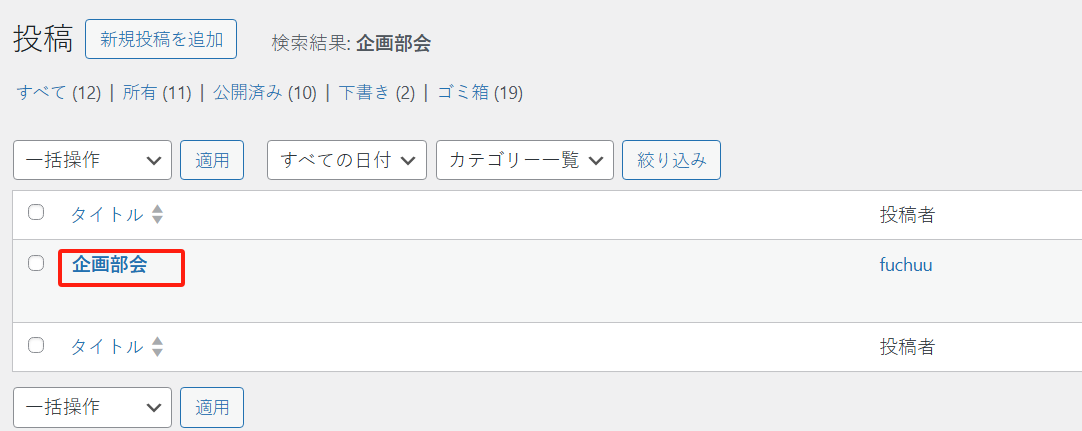 投稿 新規投稿を追加 検索結果: 企画部会
すべて (12) | 所有 (11) | 公開済み (10) | 下書き (2) | ゴミ箱 (19)
一括操作 適用 すべての日付 カテゴリー一覧 絞り込み
タイトル 投稿者
企画部会 fuchuu
タイトル 投稿者
一括操作 適用